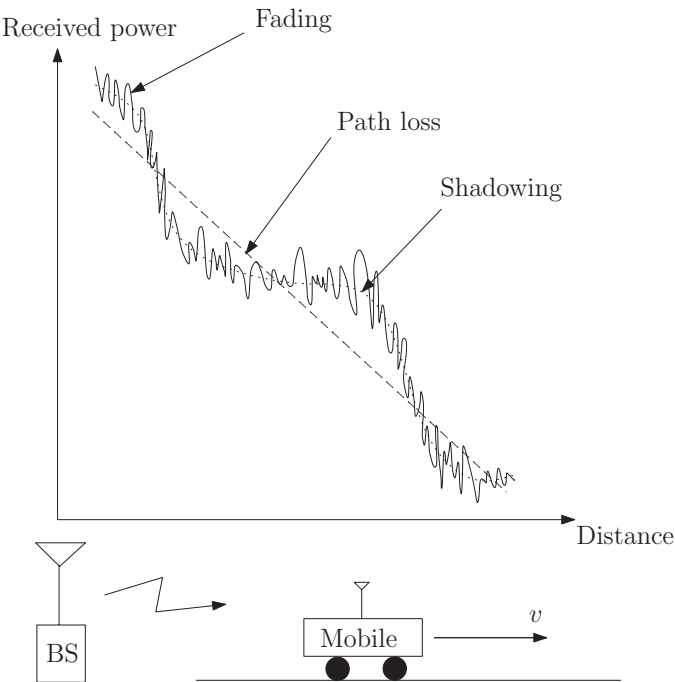 Received power
Fading
Path loss
Shadowing
Distance
BS
Mobile
v